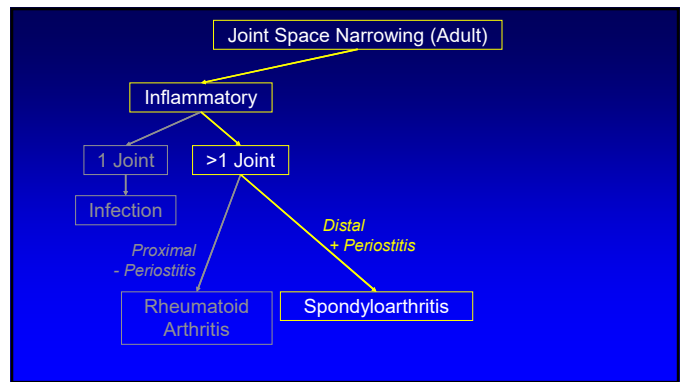 Joint Space Narrowing (Adult)
Inflammatory
1 Joint
>1 Joint
Infection
Distal
+ Periostitis
Proximal
- Periostitis
Rheumatoid
Arthritis
Spondyloarthritis